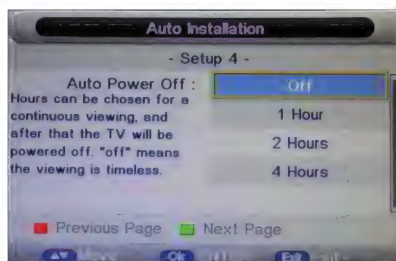 Auto Installation
- Setup 4 -
Auto Power Off :
Hours can be chosen for a
continuous viewing, and
after that the TV will be
powered off. "off" means
the viewing is timeless.
Off
1 Hour
2 Hours
4 Hours
Previous Page
Next Page
Move
OK
Exit